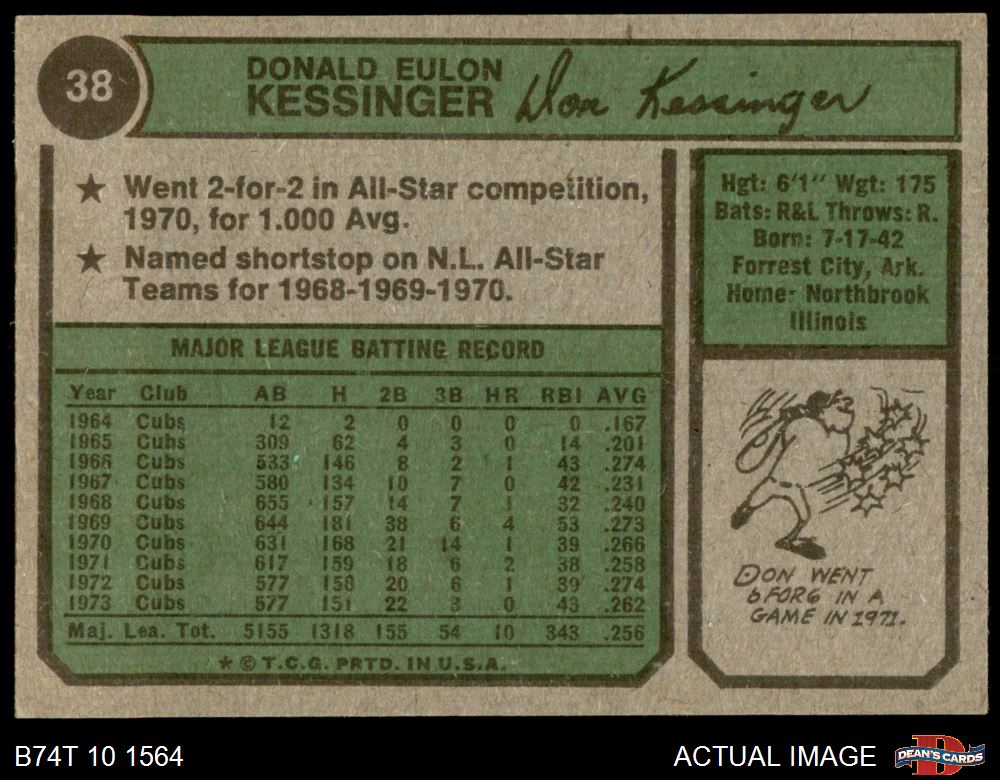 38
DONALD EULON
KESSINGER Don Kessinger
★ Went 2-for-2 in All-Star competition,
1970, for 1.000 Avg.
★ Named shortstop on N.L. All-Star
Teams for 1968-1969-1970.
Hgt: 6'1" Wgt: 175
Bats: R&L Throws: R.
Born: 7-17-42
Forrest City, Ark.
Home: Northbrook
Illinois
MAJOR LEAGUE BATTING RECORD
Year Club AB H 2B 3B HR RBI AVG
1964 Cubs 12 2 0 0 0 0 .167
1965 Cubs 309 62 4 3 0 14 .201
1966 Cubs 533 146 8 2 1 43 .274
1967 Cubs 580 134 10 7 0 42 .231
1968 Cubs 655 157 14 7 1 32 .240
1969 Cubs 644 181 38 6 4 53 .273
1970 Cubs 631 168 21 14 1 39 .266
1971 Cubs 617 159 18 6 2 38 .258
1972 Cubs 577 158 20 6 1 39 .274
1973 Cubs 577 151 22 3 0 43 .262
Maj. Lea. Tot. 5155 1318 155 54 10 343 .256
★ © T.C.G. PRTD. IN U.S.A.
DON WENT
6 FOR 6 IN A
GAME IN 1971.
B74T 10 1564
ACTUAL IMAGE
D
DEAN'S CARDS